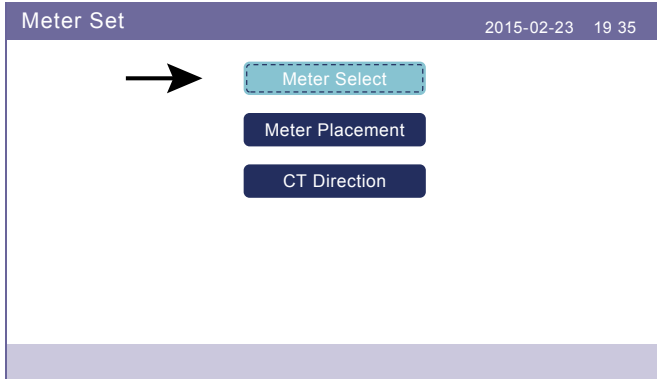 Meter Set
2015-02-23 19 35
Meter Select
Meter Placement
CT Direction